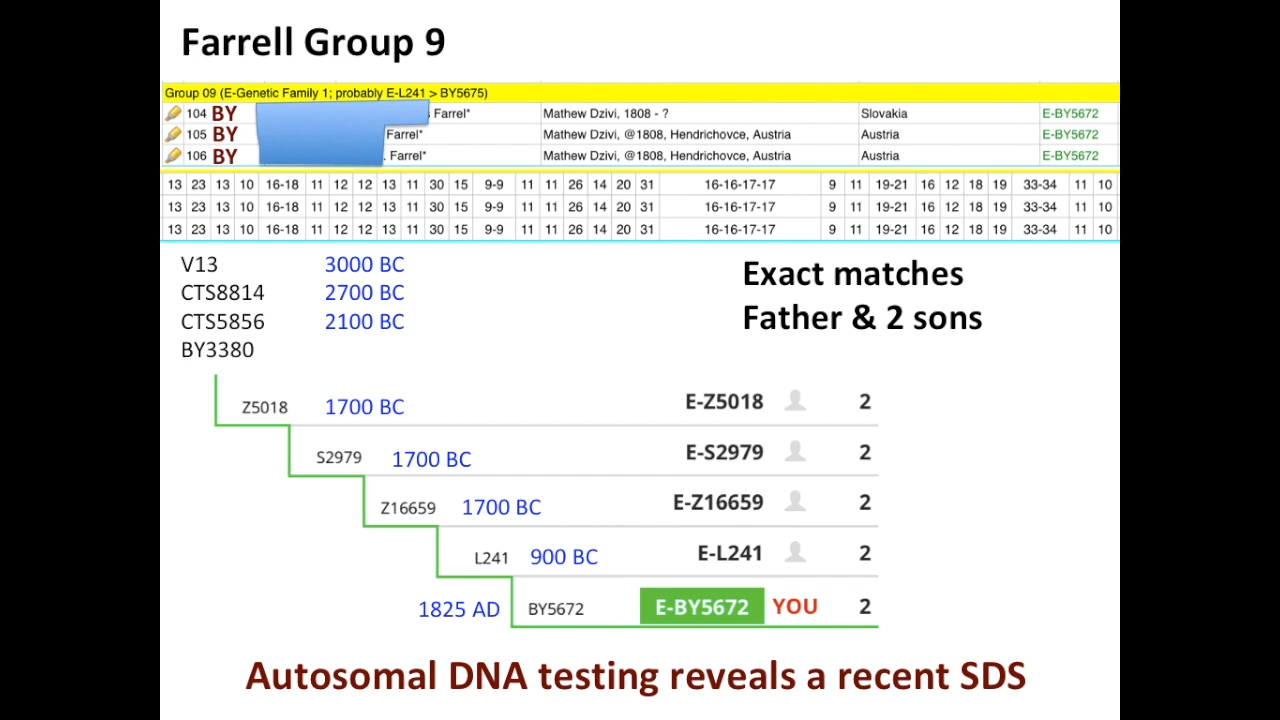 Farrell Group 9
Group 09 (E-Genetic Family 1; probably E-L241 > BY5675)
104 BY s Farrel* Mathew Dzivi, 1808 - ? Slovakia E-BY5672
105 BY Farrel* Mathew Dzivi, @1808, Hendrichovce, Austria Austria E-BY5672
106 BY . Farrel* Mathew Dzivi, @1808, Hendrichovce, Austria Austria E-BY5672
13 23 13 10 16-18 11 12 12 13 11 30 15 9-9 11 11 26 14 20 31 16-16-17-17 9 11 19-21 16 12 18 19 33-34 11 10
13 23 13 10 16-18 11 12 12 13 11 30 15 9-9 11 11 26 14 20 31 16-16-17-17 9 11 19-21 16 12 18 19 33-34 11 10
13 23 13 10 16-18 11 12 12 13 11 30 15 9-9 11 11 26 14 20 31 16-16-17-17 9 11 19-21 16 12 18 19 33-34 11 10
V13 3000 BC
CTS8814 2700 BC
CTS5856 2100 BC
BY3380
Exact matches
Father & 2 sons
Z5018 1700 BC E-Z5018 2
S2979 1700 BC E-S2979 2
Z16659 1700 BC E-Z16659 2
L241 900 BC E-L241 2
1825 AD BY5672 E-BY5672 YOU 2
Autosomal DNA testing reveals a recent SDS